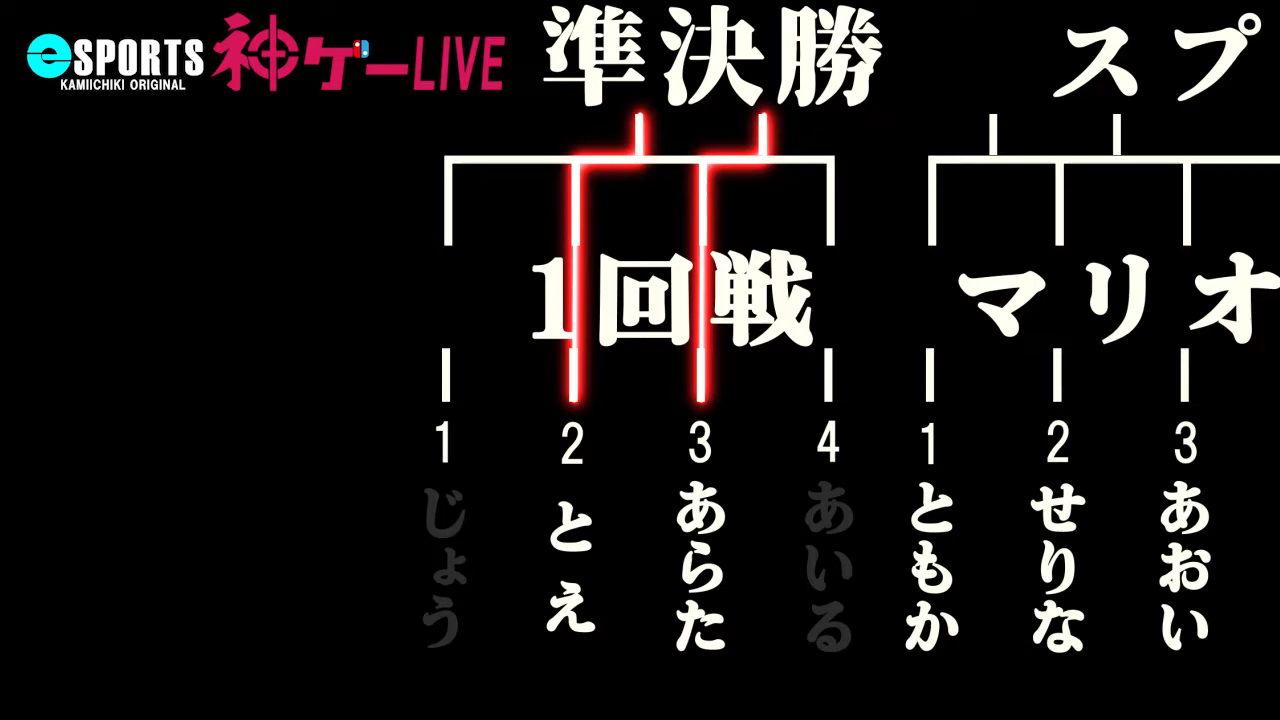 eSPORTS
KAMIICHIKI ORIGINAL
神ゲーLIVE
準決勝
スプ
1回戦
マリオ
1 2 3 4 1 2 3
じょう
とえ
あらた
あいる
ともか
せりな
あおい